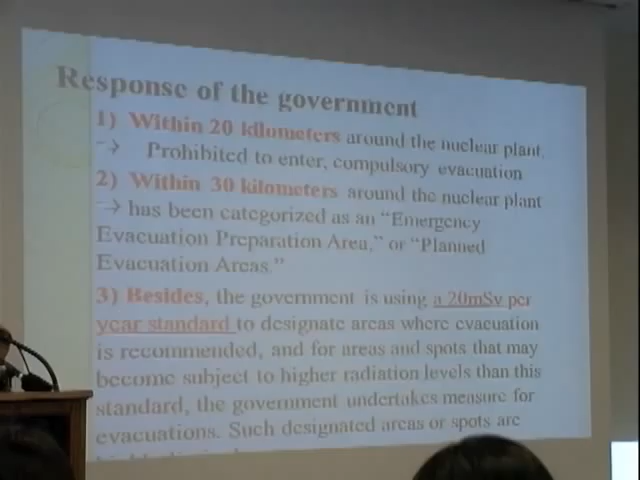 Response of the government
1) Within 20 kilometers around the nuclear plant,
→ Prohibited to enter, compulsory evacuation
2) Within 30 kilometers around the nuclear plant
→ has been categorized as an “Emergency
Evacuation Preparation Area,” or “Planned
Evacuation Areas.”
3) Besides, the government is using a 20mSv per
year standard to designate areas where evacuation
is recommended, and for areas and spots that may
become subject to higher radiation levels than this
standard, the government undertakes measure for
evacuations. Such designated areas or spots are